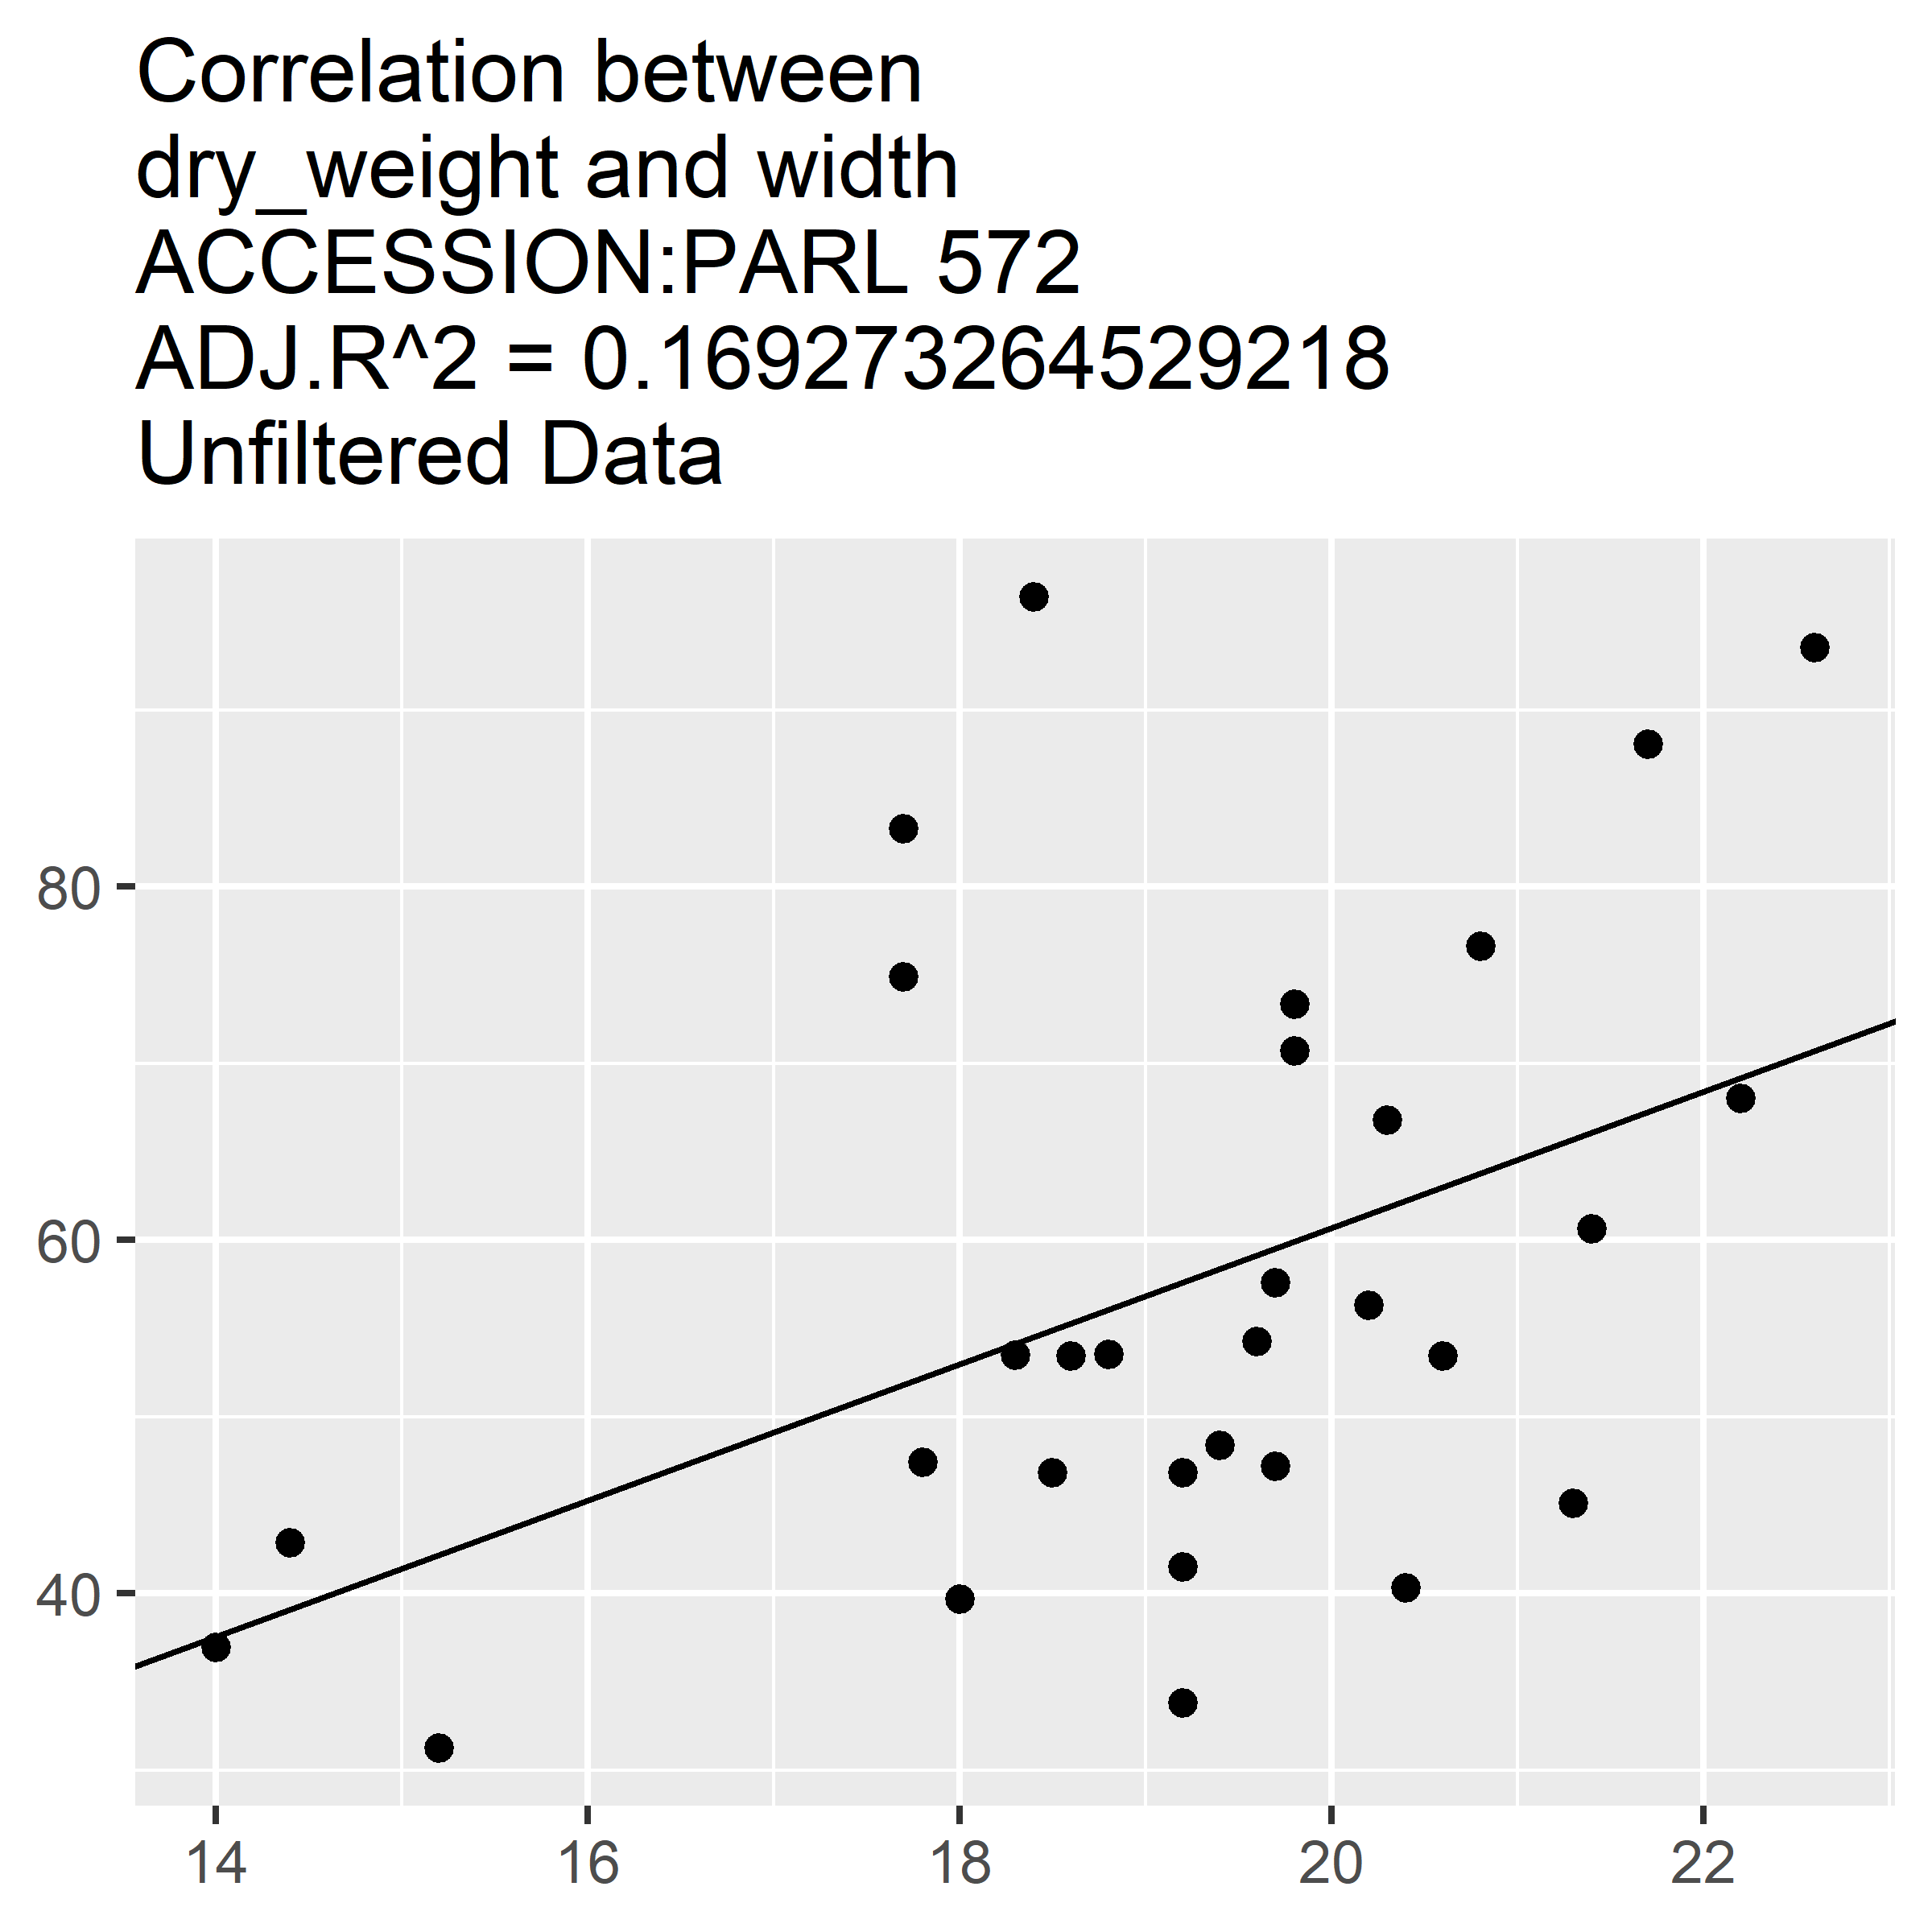 Correlation between
dry_weight and width
ACCESSION:PARL 572
ADJ.R^2 = 0.169273264529218
Unfiltered Data
80
60
40
14 16 18 20 22